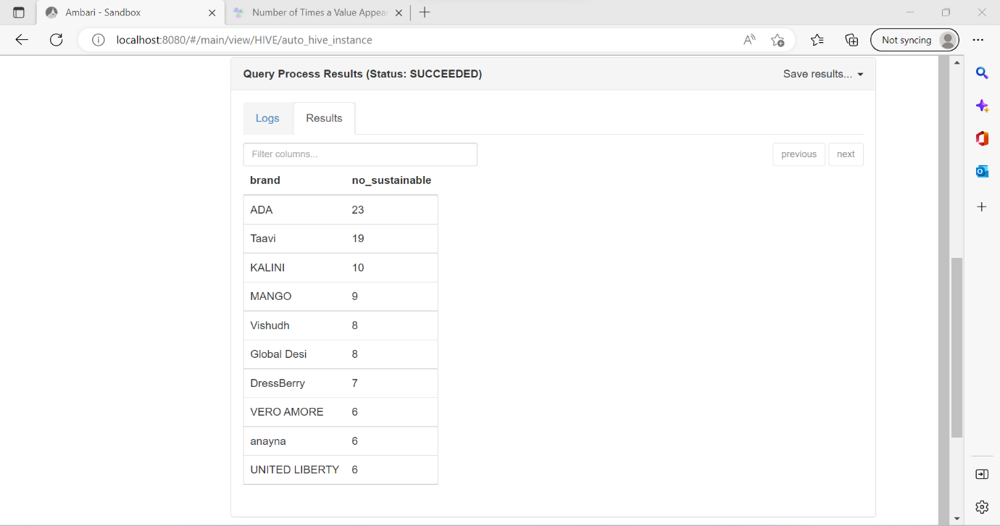 Ambari - Sandbox
Number of Times a Value Appea
localhost:8080/#/main/view/HIVE/auto_hive_instance
Not syncing
Query Process Results (Status: SUCCEEDED)
Save results...
Logs
Results
Filter columns...
previous
next
brand no_sustainable
ADA 23
Taavi 19
KALINI 10
MANGO 9
Vishudh 8
Global Desi 8
DressBerry 7
VERO AMORE 6
anayna 6
UNITED LIBERTY 6